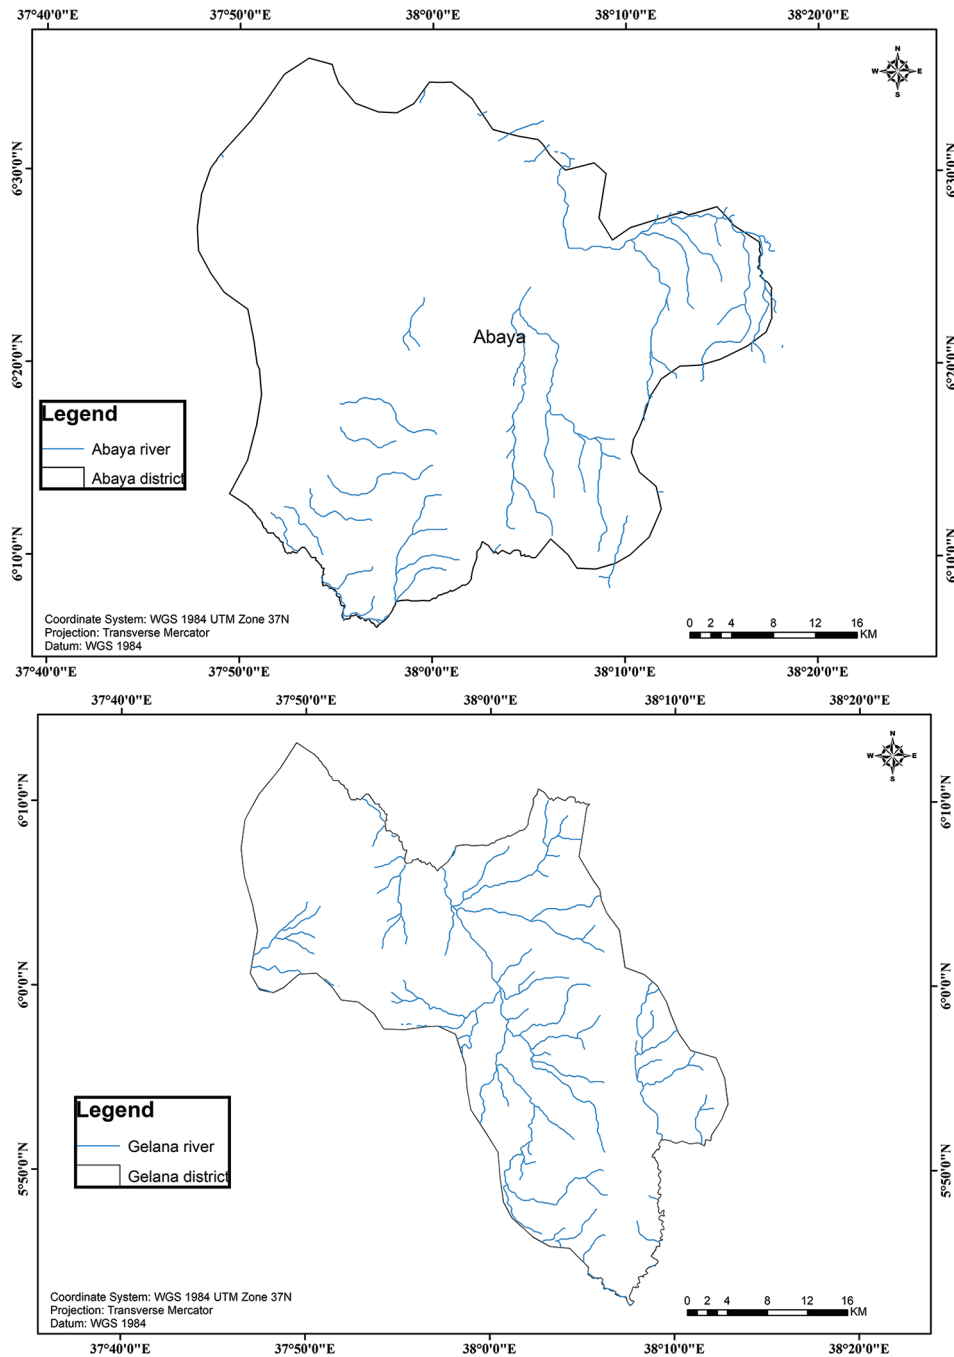 37°40'0"E 37°50'0"E 38°0'0"E 38°10'0"E 38°20'0"E
N
W E
S
6°30'0"N 6°30'0"N
6°20'0"N 6°20'0"N
6°10'0"N 6°10'0"N
Abaya
Legend
Abaya river
Abaya district
Coordinate System: WGS 1984 UTM Zone 37N
Projection: Transverse Mercator
Datum: WGS 1984
0 2 4 8 12 16
KM
37°40'0"E 37°50'0"E 38°0'0"E 38°10'0"E 38°20'0"E
37°40'0"E 37°50'0"E 38°0'0"E 38°10'0"E 38°20'0"E
N
W E
S
6°10'0"N 6°10'0"N
6°0'0"N 6°0'0"N
5°50'0"N 5°50'0"N
Legend
Gelana river
Gelana district
Coordinate System: WGS 1984 UTM Zone 37N
Projection: Transverse Mercator
Datum: WGS 1984
0 2 4 8 12 16
KM
37°40'0"E 37°50'0"E 38°0'0"E 38°10'0"E 38°20'0"E